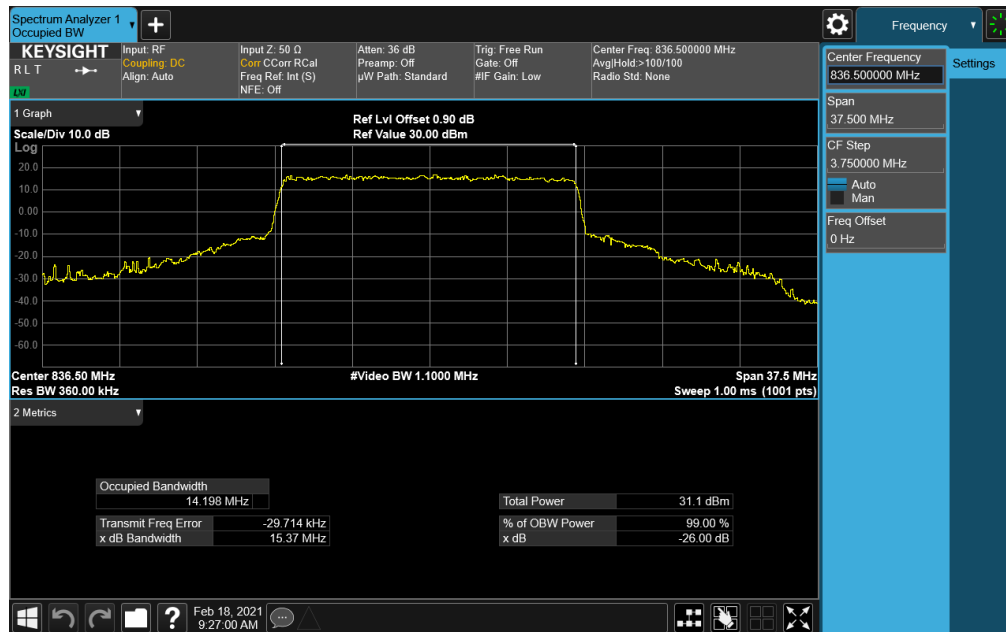 Spectrum Analyzer 1
Occupied BW
Frequency
KEYSIGHT
R L T
LXI
Input: RF
Coupling: DC
Align: Auto
Input Z: 50 Ω
Corr CCorr RCal
Freq Ref: Int (S)
NFE: Off
Atten: 36 dB
Preamp: Off
µW Path: Standard
Trig: Free Run
Gate: Off
#IF Gain: Low
Center Freq: 836.500000 MHz
Avg|Hold:>100/100
Radio Std: None
Center Frequency
836.500000 MHz
Settings
Span
37.500 MHz
CF Step
3.750000 MHz
Auto
Man
Freq Offset
0 Hz
1 Graph
Scale/Div 10.0 dB
Ref Lvl Offset 0.90 dB
Ref Value 30.00 dBm
Log
20.0
10.0
0.00
-10.0
-20.0
-30.0
-40.0
-50.0
-60.0
Center 836.50 MHz
#Video BW 1.1000 MHz
Span 37.5 MHz
Res BW 360.00 kHz
Sweep 1.00 ms (1001 pts)
2 Metrics
Occupied Bandwidth
14.198 MHz
Total Power 31.1 dBm
Transmit Freq Error -29.714 kHz
% of OBW Power 99.00 %
x dB Bandwidth 15.37 MHz
x dB -26.00 dB
?
Feb 18, 2021
9:27:00 AM